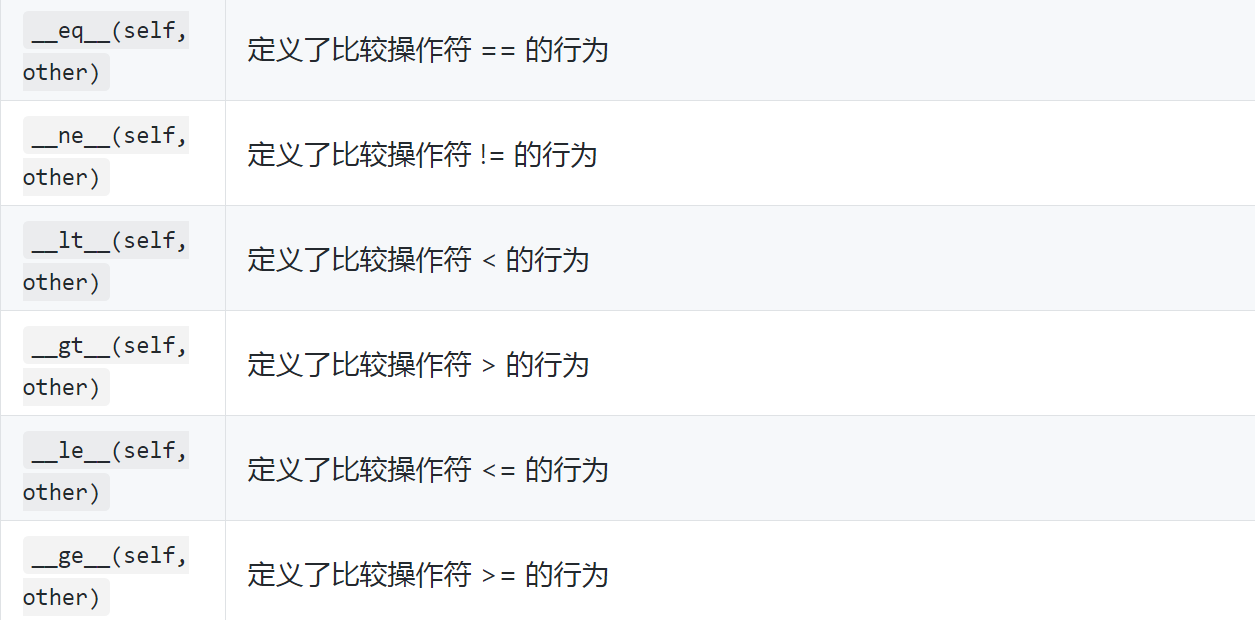 __eq__(self,
other)
定义了比较操作符 == 的行为
__ne__(self,
other)
定义了比较操作符 != 的行为
__lt__(self,
other)
定义了比较操作符 < 的行为
__gt__(self,
other)
定义了比较操作符 > 的行为
__le__(self,
other)
定义了比较操作符 <= 的行为
__ge__(self,
other)
定义了比较操作符 >= 的行为